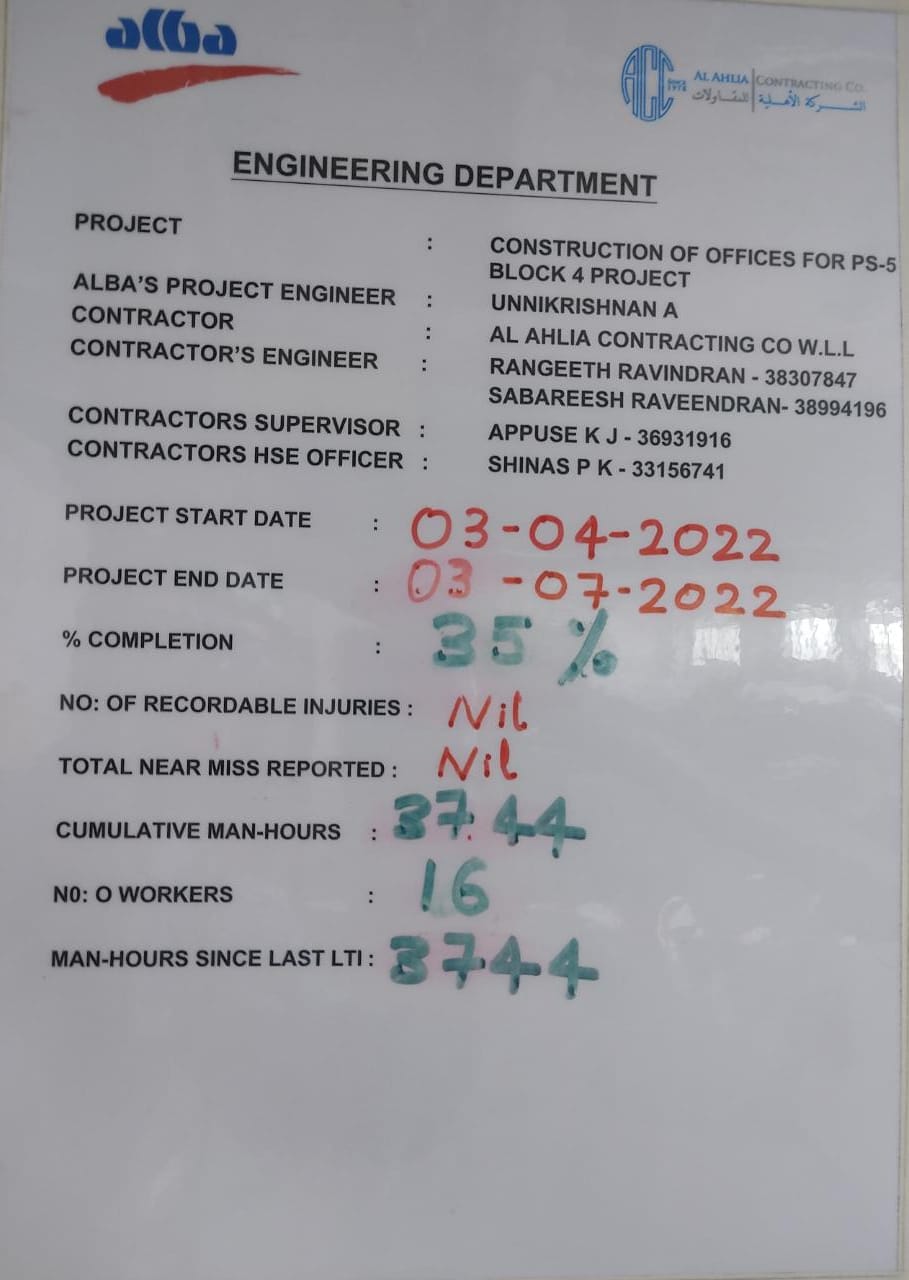 alba
ACC SINCE 1974 AL AHLIA CONTRACTING CO.
الشركة الأهلية للمقاولات
ENGINEERING DEPARTMENT
PROJECT : CONSTRUCTION OF OFFICES FOR PS-5
BLOCK 4 PROJECT
ALBA'S PROJECT ENGINEER : UNNIKRISHNAN A
CONTRACTOR : AL AHLIA CONTRACTING CO W.L.L
CONTRACTOR'S ENGINEER : RANGEETH RAVINDRAN - 38307847
SABAREESH RAVEENDRAN- 38994196
CONTRACTORS SUPERVISOR : APPUSE K J - 36931916
CONTRACTORS HSE OFFICER : SHINAS P K - 33156741
PROJECT START DATE : 03-04-2022
PROJECT END DATE : 03-07-2022
% COMPLETION : 35 %
NO: OF RECORDABLE INJURIES : Nil
TOTAL NEAR MISS REPORTED : Nil
CUMULATIVE MAN-HOURS : 3744
N0: O WORKERS : 16
MAN-HOURS SINCE LAST LTI : 3744